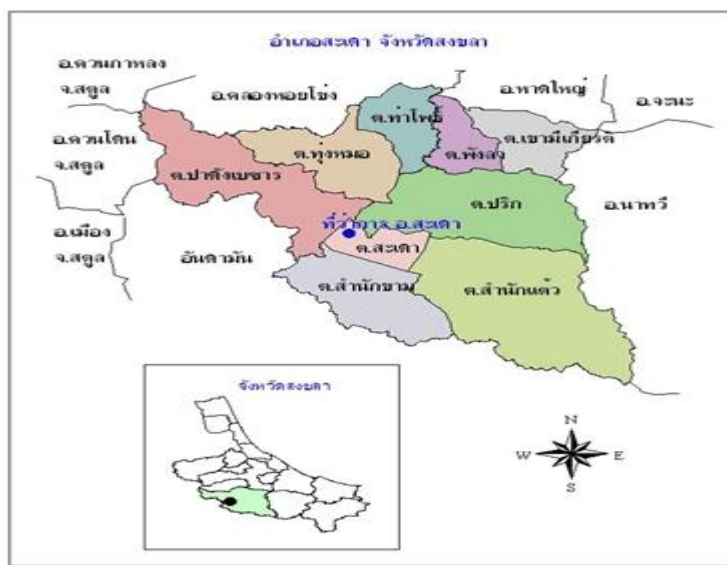 อำเภอสะเดา จังหวัดสงขลา
อ.ควนกาหลง
จ.สตูล
อ.คลองหอยโข่ง
อ.หาดใหญ่
อ.จะนะ
ต.ท่าโพธิ์
อ.ควนโดน
จ.สตูล
ต.ทุ่งหมอ
ต.พังลา
ต.เขามีเกียรติ
ต.ปาดังเบซาร์
ต.ปริก
อ.นาทวี
ที่ว่าการ อ.สะเดา
อ.เมือง
จ.สตูล
อันดามัน
ต.สะเดา
ต.สำนักขาม
ต.สำนักแต้ว
จังหวัดสงขลา
N
W
E
S